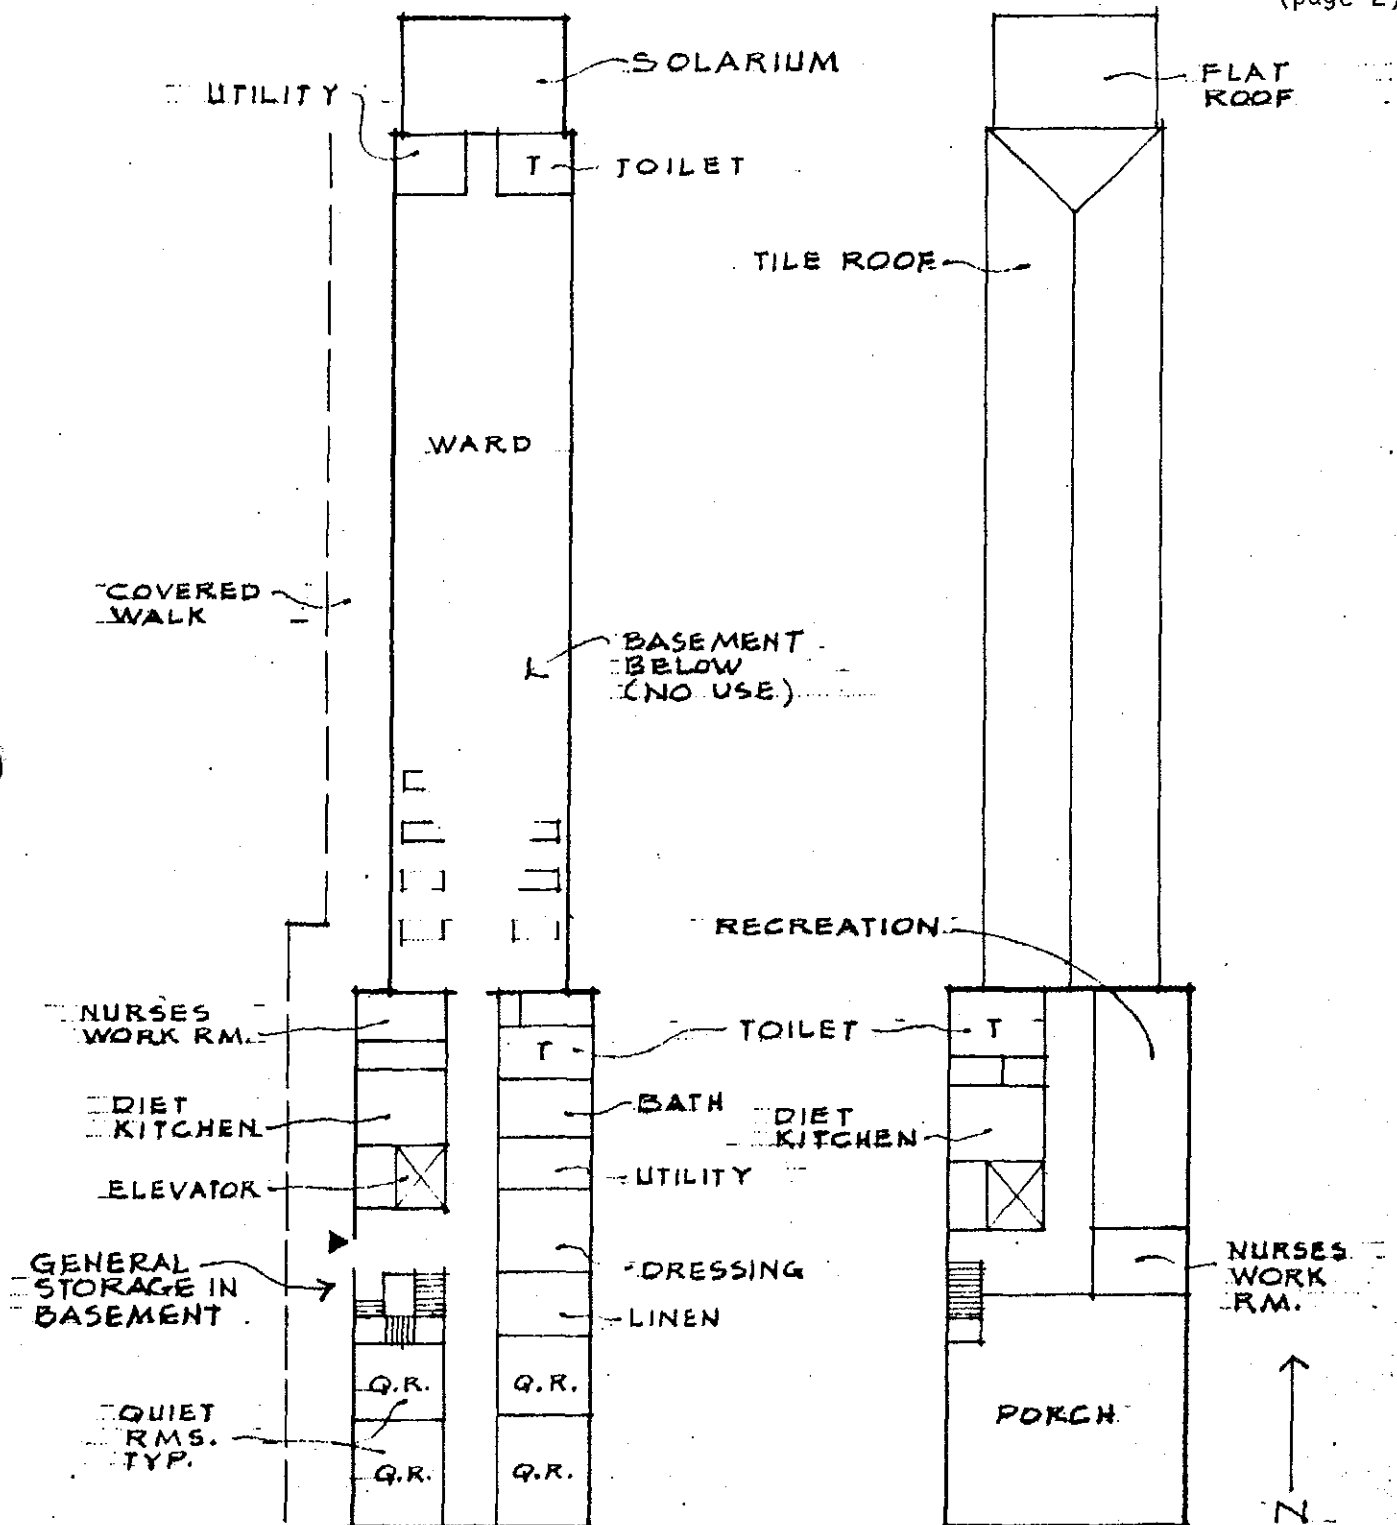 (page 2)
SOLARIUM
UTILITY
FLAT
ROOF
T
TOILET
TILE ROOF
WARD
COVERED
WALK
BASEMENT
BELOW
(NO USE)
RECREATION
NURSES
WORK RM.
TOILET
T
T
DIET
KITCHEN
BATH
DIET
KITCHEN
ELEVATOR
UTILITY
GENERAL
STORAGE IN
BASEMENT
DRESSING
NURSES
WORK
RM.
LINEN
Q.R.
Q.R.
QUIET
RMS.
TYP.
PORCH
Q.R.
Q.R.
N